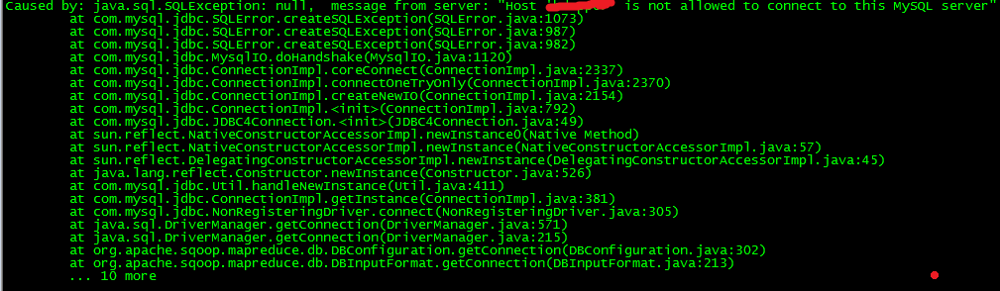 Caused by: java.sql.SQLException: null,  message from server: "Host ' is not allowed to connect to this MySQL server"
at com.mysql.jdbc.SQLError.createSQLException(SQLError.java:1073)
at com.mysql.jdbc.SQLError.createSQLException(SQLError.java:987)
at com.mysql.jdbc.SQLError.createSQLException(SQLError.java:982)
at com.mysql.jdbc.MysqlIO.doHandshake(MysqlIO.java:1120)
at com.mysql.jdbc.ConnectionImpl.coreConnect(ConnectionImpl.java:2337)
at com.mysql.jdbc.ConnectionImpl.connectOneTryOnly(ConnectionImpl.java:2370)
at com.mysql.jdbc.ConnectionImpl.createNewIO(ConnectionImpl.java:2154)
at com.mysql.jdbc.ConnectionImpl.<init>(ConnectionImpl.java:792)
at com.mysql.jdbc.JDBC4Connection.<init>(JDBC4Connection.java:49)
at sun.reflect.NativeConstructorAccessorImpl.newInstance0(Native Method)
at sun.reflect.NativeConstructorAccessorImpl.newInstance(NativeConstructorAccessorImpl.java:57)
at sun.reflect.DelegatingConstructorAccessorImpl.newInstance(DelegatingConstructorAccessorImpl.java:45)
at java.lang.reflect.Constructor.newInstance(Constructor.java:526)
at com.mysql.jdbc.Util.handleNewInstance(Util.java:411)
at com.mysql.jdbc.ConnectionImpl.getInstance(ConnectionImpl.java:381)
at com.mysql.jdbc.NonRegisteringDriver.connect(NonRegisteringDriver.java:305)
at java.sql.DriverManager.getConnection(DriverManager.java:571)
at java.sql.DriverManager.getConnection(DriverManager.java:215)
at org.apache.sqoop.mapreduce.db.DBConfiguration.getConnection(DBConfiguration.java:302)
at org.apache.sqoop.mapreduce.db.DBInputFormat.getConnection(DBInputFormat.java:213)
... 10 more